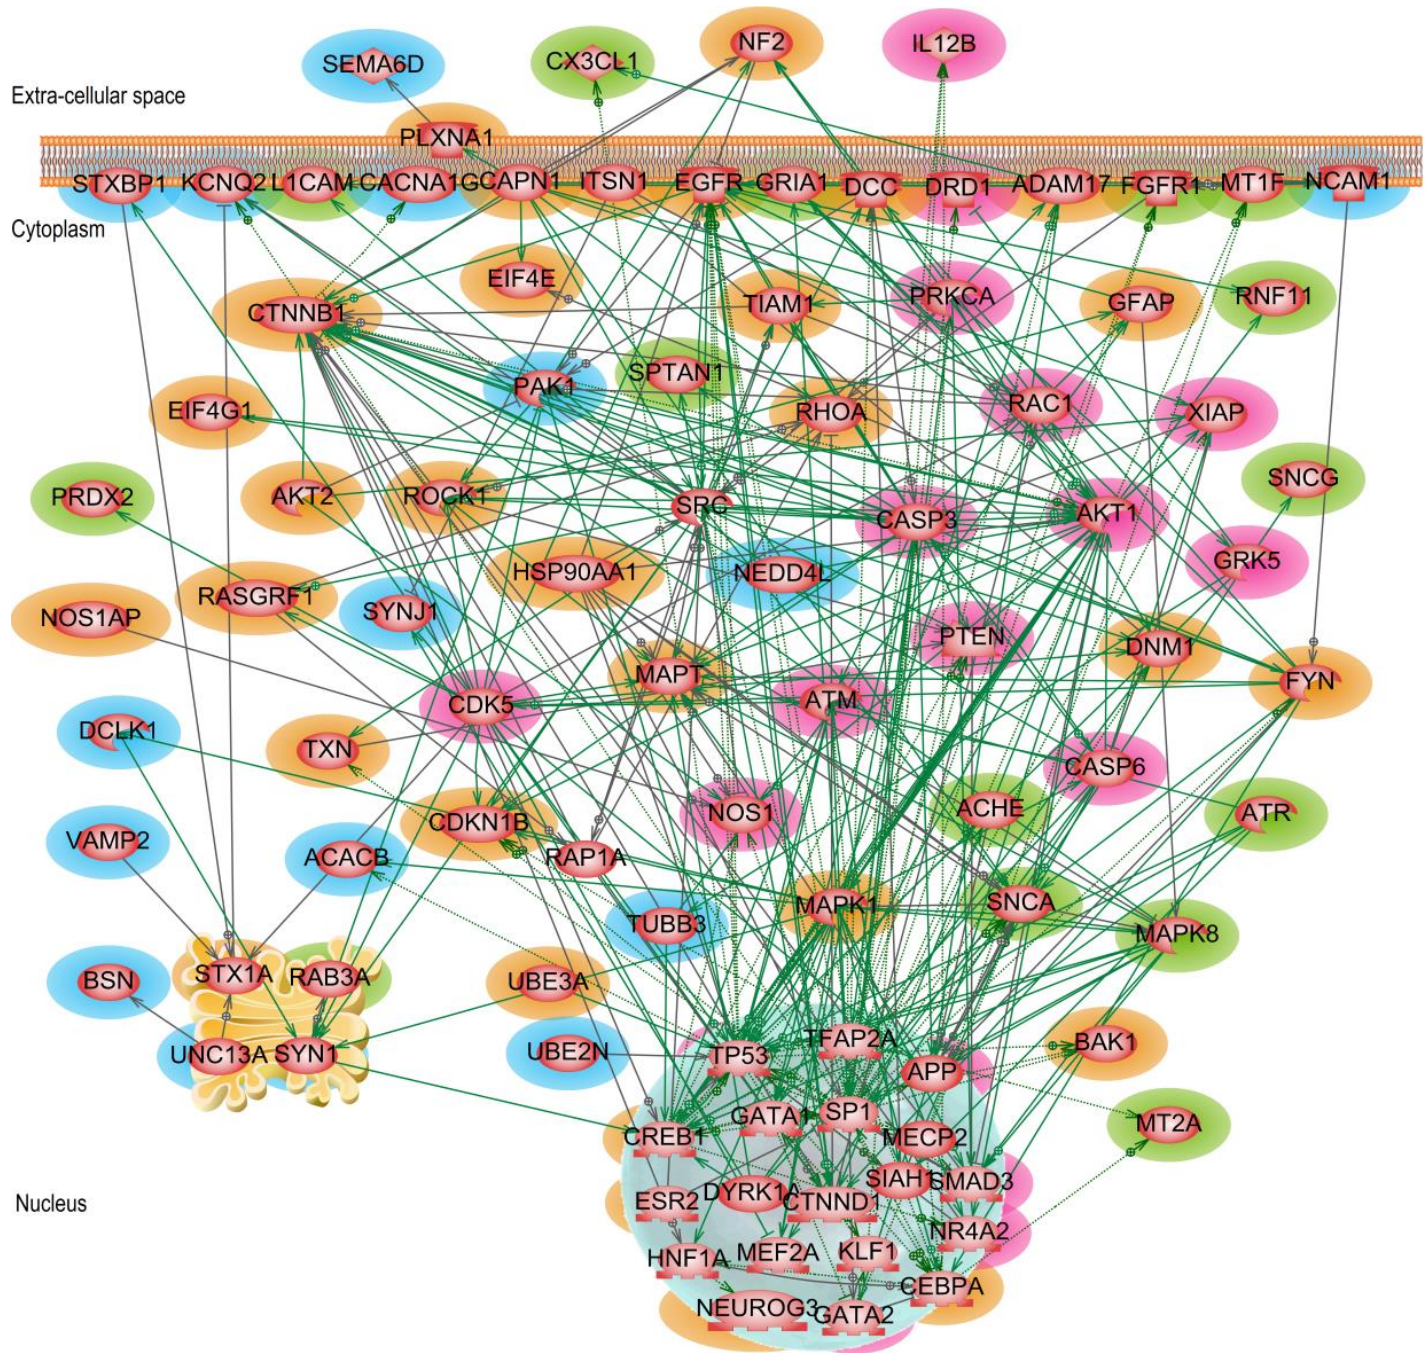 NF2
IL12B
SEMA6D
CX3CL1
Extra-cellular space
PLXNA1
STXBP1 KCNQ2 L1CAM CACNA1G CAPN1 ITSN1 EGFR GRIA1 DCC DRD1 ADAM17 FGFR1 MT1F NCAM1
Cytoplasm
EIF4E
CTNNB1 TIAM1 PRKCA GFAP RNF11
PAK1 SPTAN1
EIF4G1 RHOA RAC1 XIAP
SNCG
PRDX2 AKT2 ROCK1 SRC CASP3 AKT1
HSP90AA1 NEDD4L GRK5
NOS1AP RASGRF1 SYNJ1
PTEN DNM1
MAPT FYN
DCLK1 CDK5 ATM
TXN CASP6
VAMP2 CDKN1B NOS1 ACHE ATR
ACACB RAP1A
TUBB3 MAPK1 SNCA MAPK8
BSN STX1A RAB3A UBE3A
UNC13A SYN1 UBE2N TP53 TFAP2A APP BAK1
GATA1 SP1 MT2A
CREB1 MECP2
Nucleus ESR2 DYRK1A CTNND1 SIAH1 SMAD3
NR4A2
HNF1A MEF2A KLF1
CEBPA
NEUROG3 GATA2